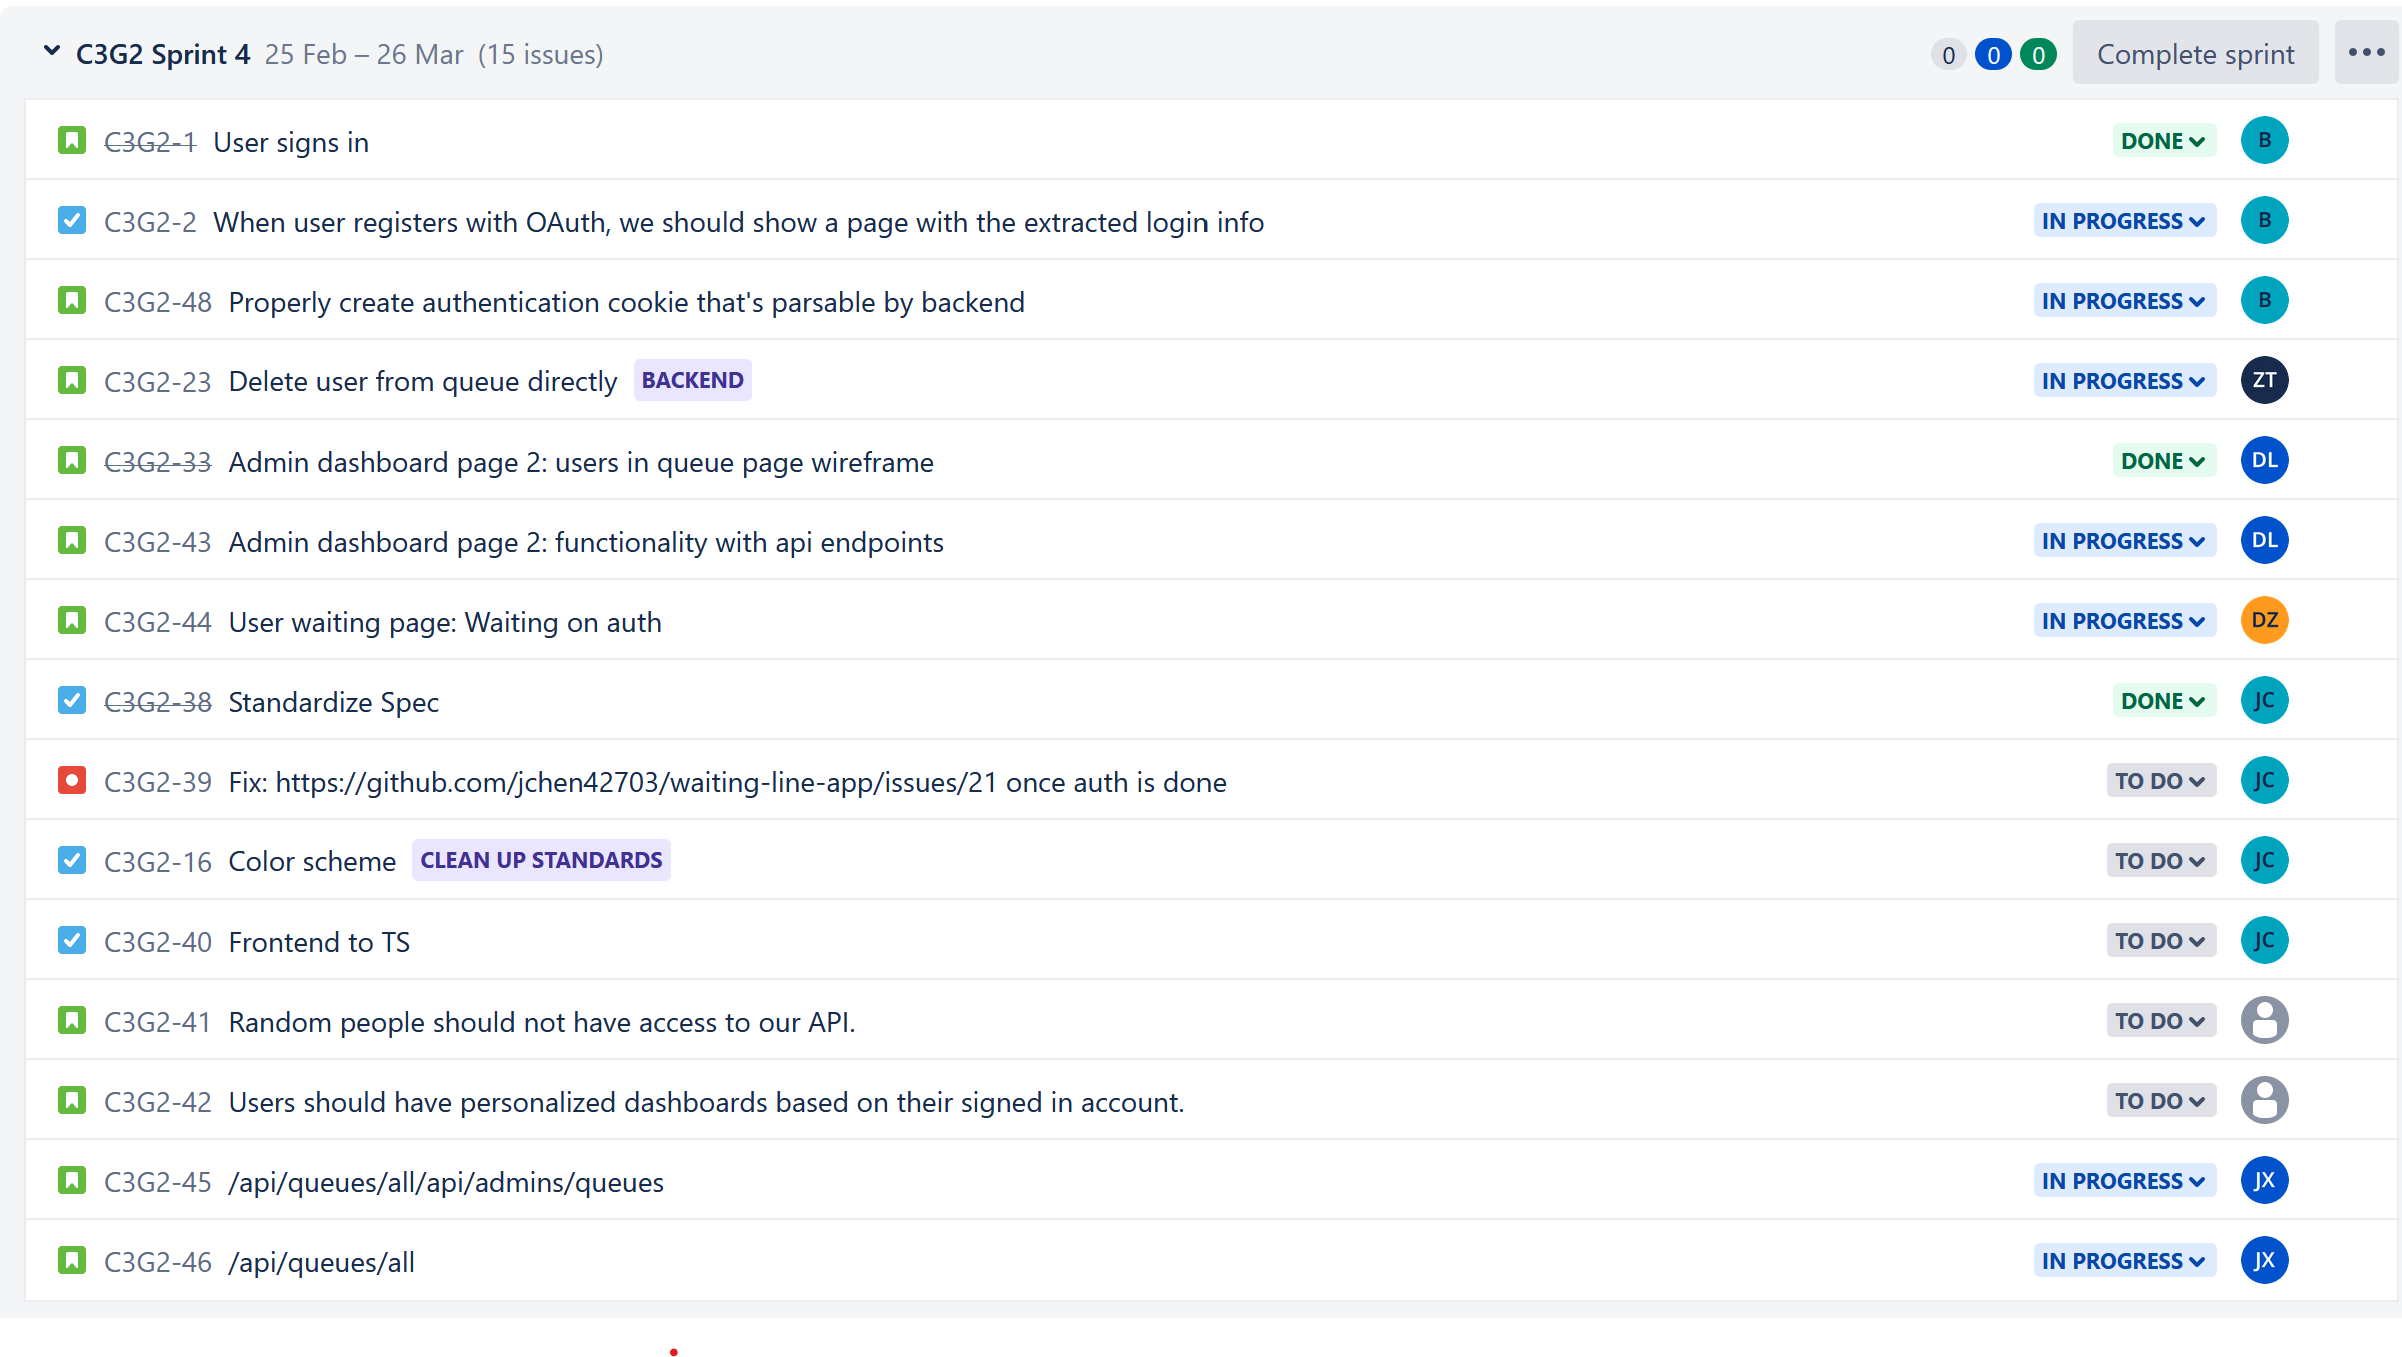 C3G2 Sprint 4 25 Feb – 26 Mar (15 issues) 0 0 0 Complete sprint
C3G2-1 User signs in DONE B
C3G2-2 When user registers with OAuth, we should show a page with the extracted login info IN PROGRESS B
C3G2-48 Properly create authentication cookie that's parsable by backend IN PROGRESS B
C3G2-23 Delete user from queue directly BACKEND IN PROGRESS ZT
C3G2-33 Admin dashboard page 2: users in queue page wireframe DONE DL
C3G2-43 Admin dashboard page 2: functionality with api endpoints IN PROGRESS DL
C3G2-44 User waiting page: Waiting on auth IN PROGRESS DZ
C3G2-38 Standardize Spec DONE JC
C3G2-39 Fix: https://github.com/jchen42703/waiting-line-app/issues/21 once auth is done TO DO JC
C3G2-16 Color scheme CLEAN UP STANDARDS TO DO JC
C3G2-40 Frontend to TS TO DO JC
C3G2-41 Random people should not have access to our API. TO DO
C3G2-42 Users should have personalized dashboards based on their signed in account. TO DO
C3G2-45 /api/queues/all/api/admins/queues IN PROGRESS JX
C3G2-46 /api/queues/all IN PROGRESS JX